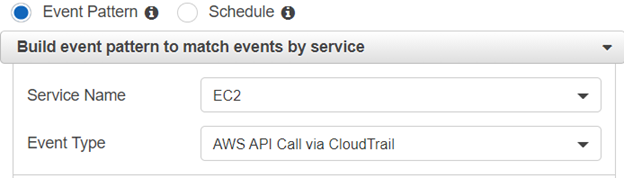 Event Pattern Schedule
Build event pattern to match events by service
Service Name EC2
Event Type AWS API Call via CloudTrail